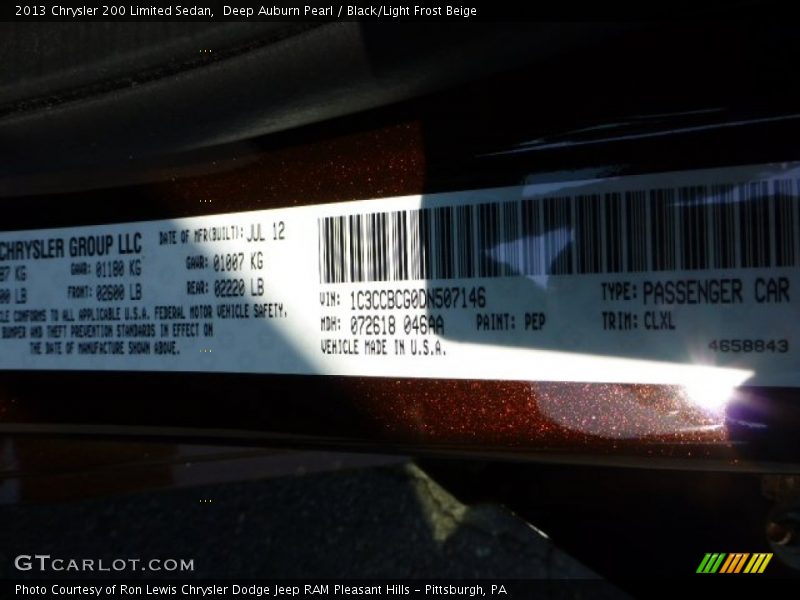 2013 Chrysler 200 Limited Sedan,  Deep Auburn Pearl / Black/Light Frost Beige
CHRYSLER GROUP LLC DATE OF MFR(BUILT): JUL 12
KG GAWR: 01180 KG GAWR: 01007 KG
LB FRONT: 02600 LB REAR: 02220 LB
CONFORMS TO ALL APPLICABLE U.S.A. FEDERAL MOTOR VEHICLE SAFETY,
BUMPER AND THEFT PREVENTION STANDARDS IN EFFECT ON
THE DATE OF MANUFACTURE SHOWN ABOVE.
VIN: 1C3CCBCG0DN507146 TYPE: PASSENGER CAR
MDH: 072618 046AA PAINT: PEP TRIM: CLXL
VEHICLE MADE IN U.S.A. 4658843
GTCARLOT.COM
Photo Courtesy of Ron Lewis Chrysler Dodge Jeep RAM Pleasant Hills - Pittsburgh, PA